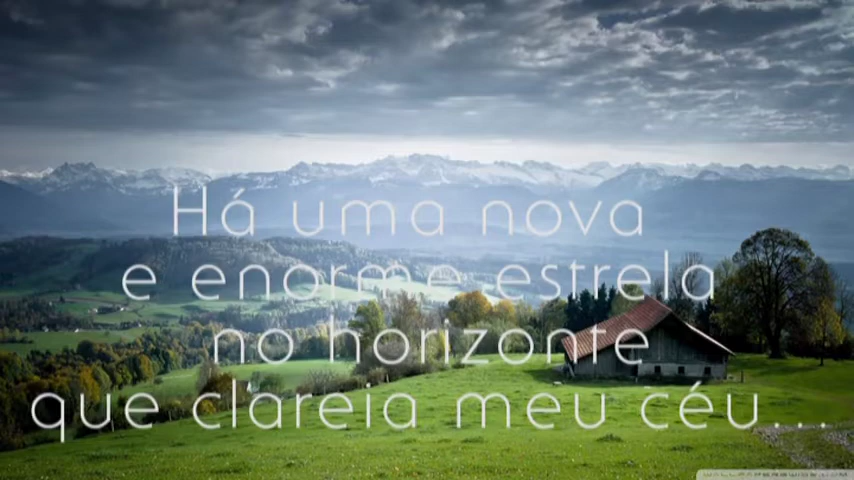 Há uma nova
e enorme estrela
no horizonte
que clareia meu céu...